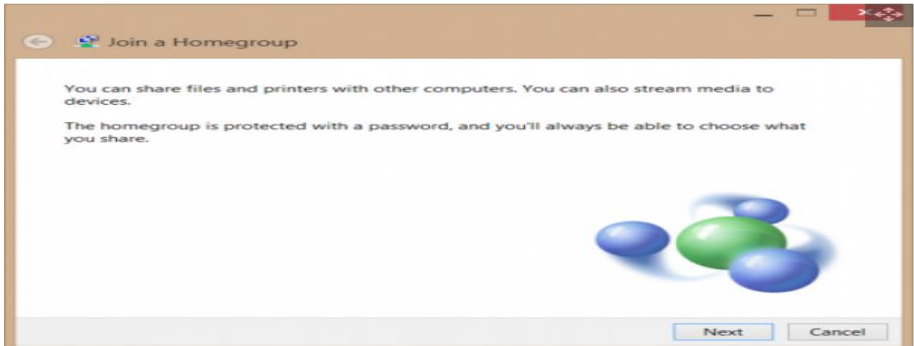 Join a Homegroup
You can share files and printers with other computers. You can also stream media to
devices.
The homegroup is protected with a password, and you'll always be able to choose what
you share.
Next Cancel